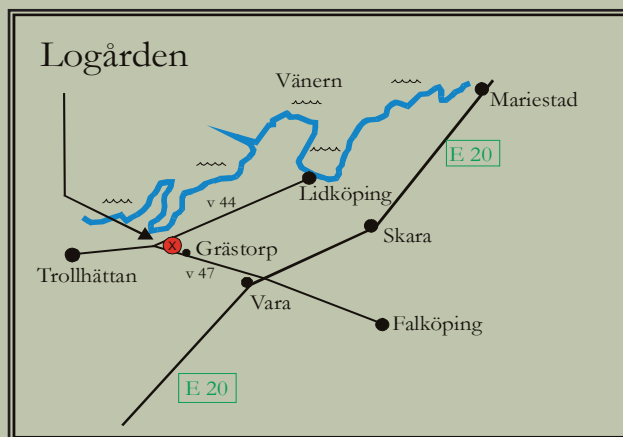 Logården
Vänern
Mariestad
E 20
Lidköping
v 44
Skara
Grästorp
x
Trollhättan
v 47
Vara
Falköping
E 20